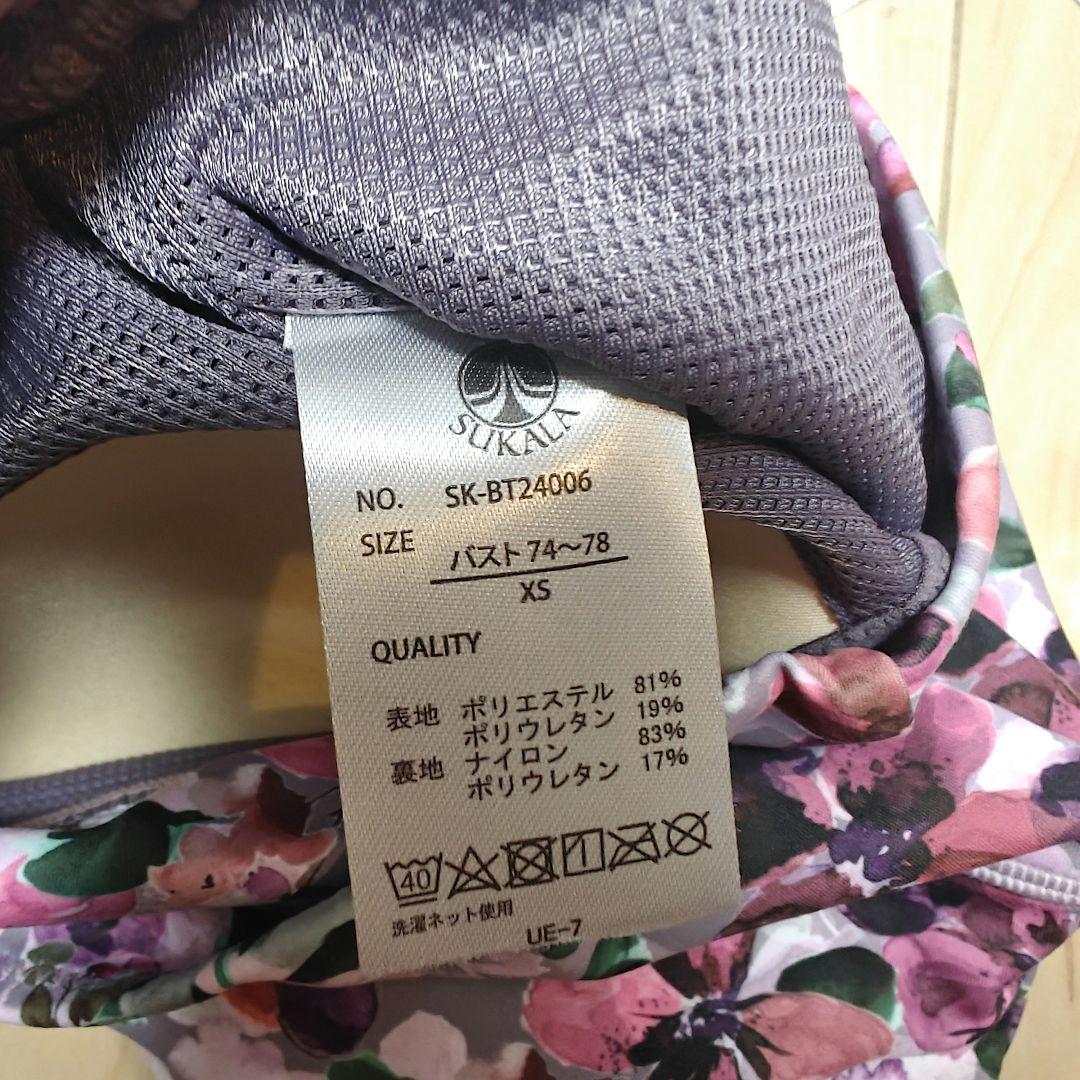 SUKALA
NO. SK-BT24006
SIZE バスト 74〜78
XS
QUALITY
表地 ポリエステル 81%
ポリウレタン 19%
裏地 ナイロン 83%
ポリウレタン 17%
40
洗濯ネット使用
UE-7